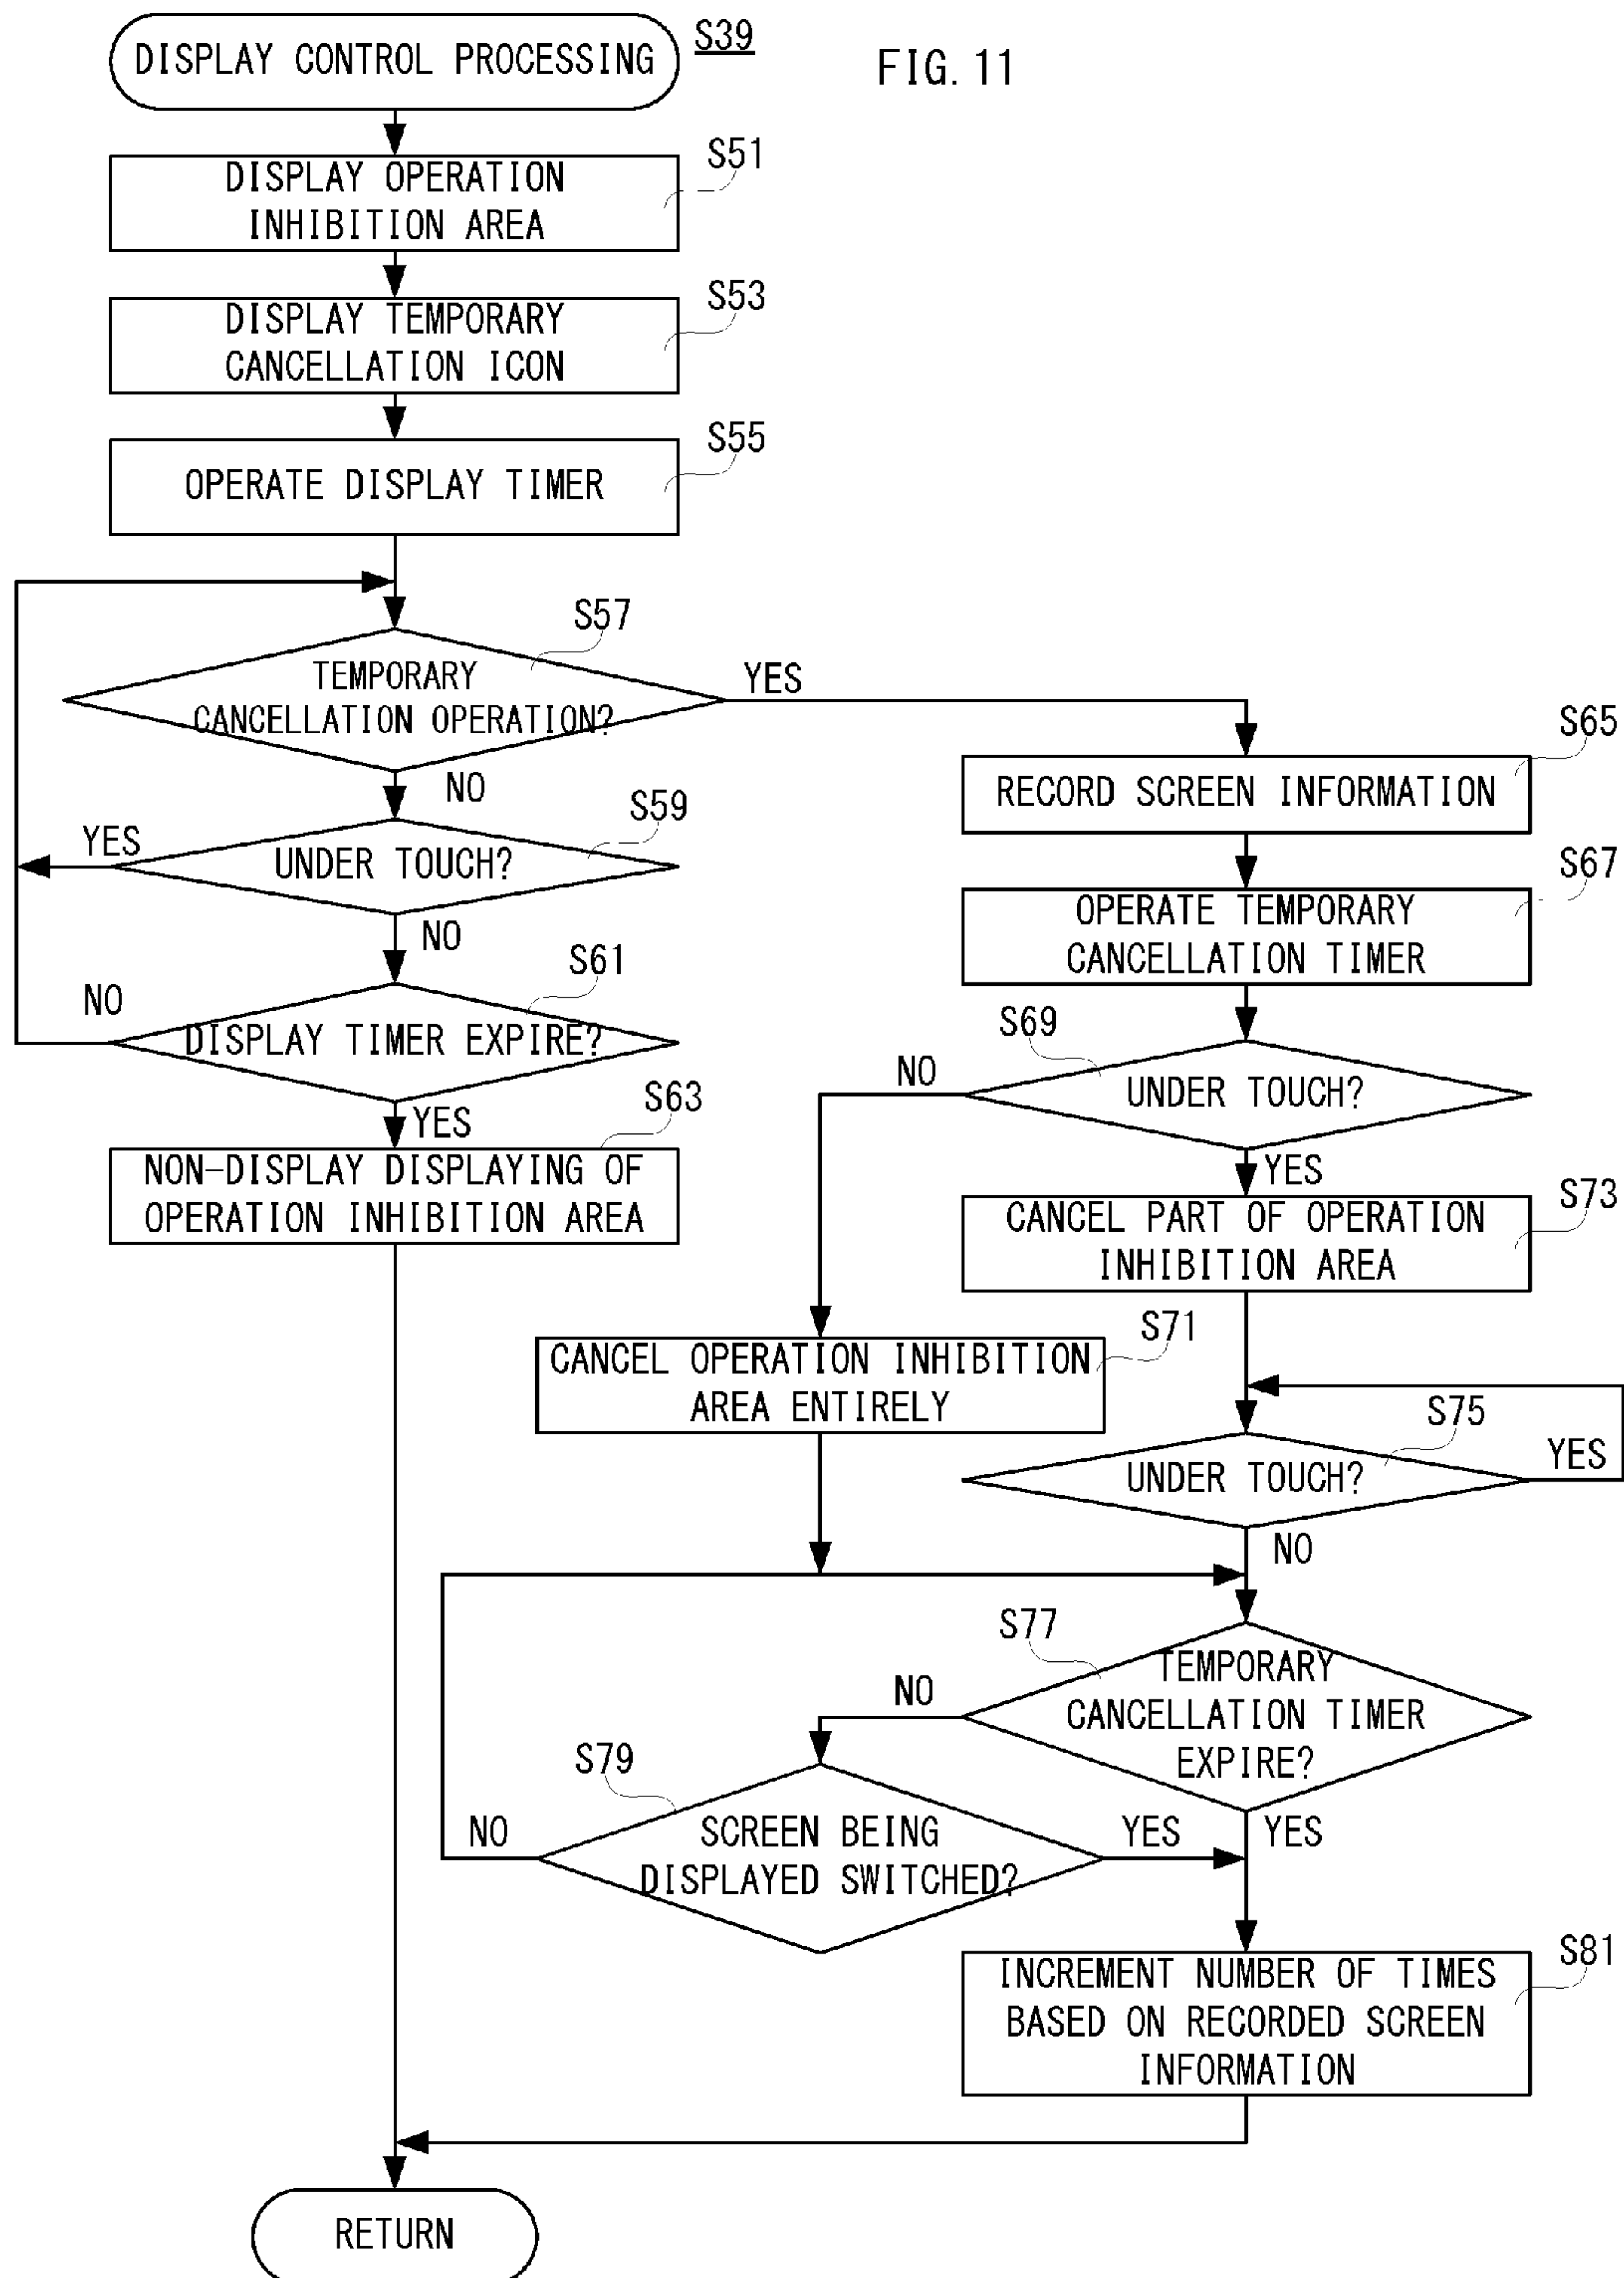 DISPLAY CONTROL PROCESSING
S39
FIG. 11
S51
DISPLAY OPERATION
INHIBITION AREA
S53
DISPLAY TEMPORARY
CANCELLATION ICON
S55
OPERATE DISPLAY TIMER
S57
TEMPORARY
CANCELLATION OPERATION?
YES
NO
S59
UNDER TOUCH?
YES
NO
S61
DISPLAY TIMER EXPIRE?
NO
YES
S63
NON-DISPLAY DISPLAYING OF
OPERATION INHIBITION AREA
S65
RECORD SCREEN INFORMATION
S67
OPERATE TEMPORARY
CANCELLATION TIMER
S69
UNDER TOUCH?
NO
YES
S73
CANCEL PART OF OPERATION
INHIBITION AREA
S71
CANCEL OPERATION INHIBITION
AREA ENTIRELY
S75
UNDER TOUCH?
YES
NO
S77
TEMPORARY
CANCELLATION TIMER
EXPIRE?
NO
YES
S79
SCREEN BEING
DISPLAYED SWITCHED?
NO
YES
S81
INCREMENT NUMBER OF TIMES
BASED ON RECORDED SCREEN
INFORMATION
RETURN